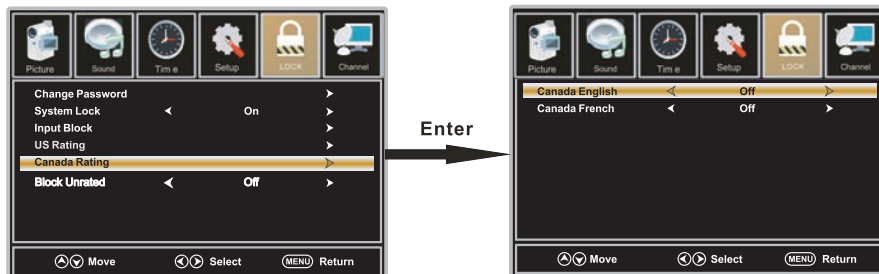 Picture Sound Tim e Setup LOCK Channel
Change Password
System Lock On
Input Block
US Rating
Canada Rating
Block Unrated Off
Move Select MENU Return
Enter
Picture Sound Tim e Setup LOCK Channel
Canada English Off
Canada French Off
Move Select MENU Return